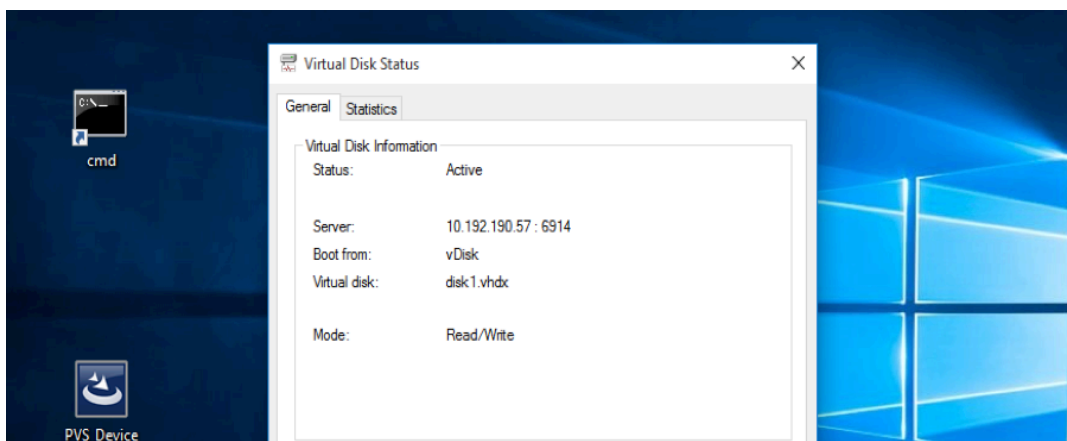 Virtual Disk Status
General Statistics
C:\_
cmd
Virtual Disk Information
Status: Active
Server: 10.192.190.57 : 6914
Boot from: vDisk
Virtual disk: disk1.vhdx
Mode: Read/Write
PVS Device